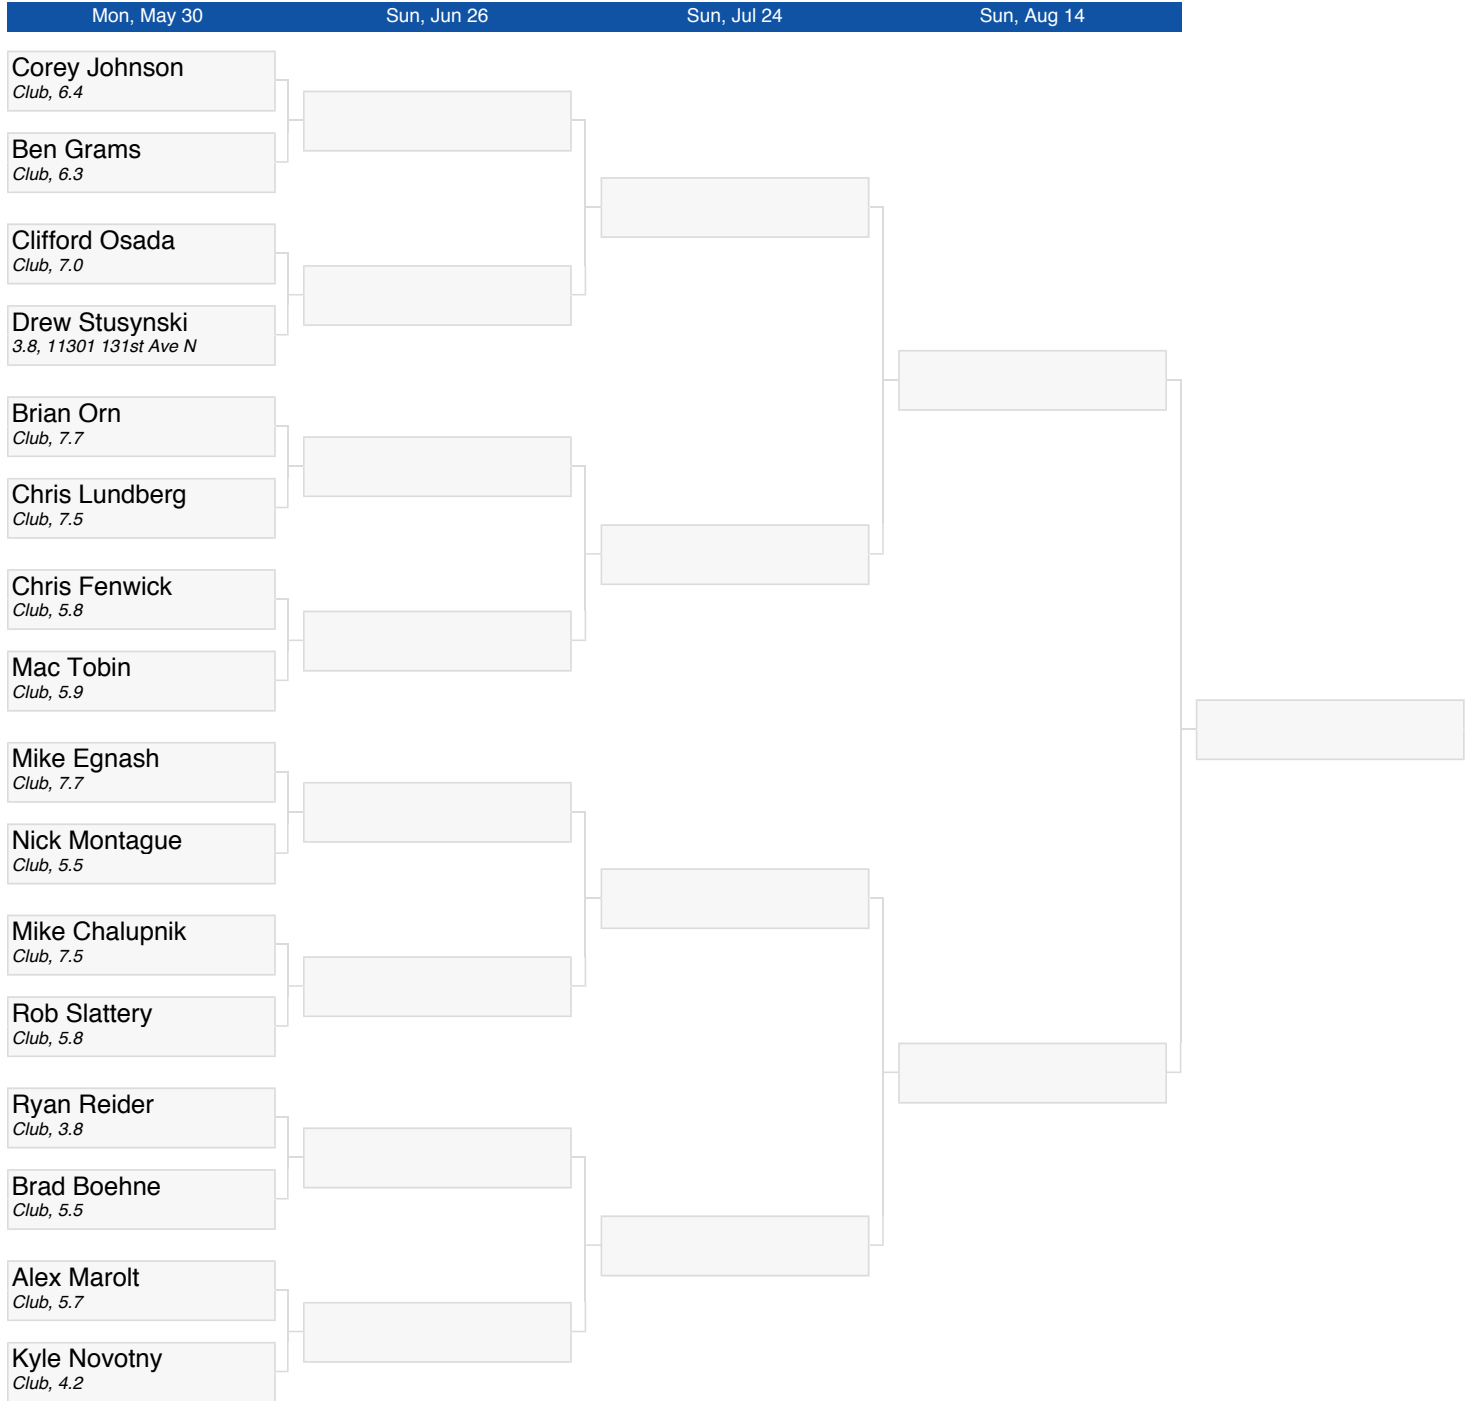 Mon, May 30
Sun, Jun 26
Sun, Jul 24
Sun, Aug 14
Corey Johnson
Club, 6.4
Ben Grams
Club, 6.3
Clifford Osada
Club, 7.0
Drew Stusynski
3.8, 11301 131st Ave N
Brian Orn
Club, 7.7
Chris Lundberg
Club, 7.5
Chris Fenwick
Club, 5.8
Mac Tobin
Club, 5.9
Mike Egnash
Club, 7.7
Nick Montague
Club, 5.5
Mike Chalupnik
Club, 7.5
Rob Slattery
Club, 5.8
Ryan Reider
Club, 3.8
Brad Boehne
Club, 5.5
Alex Marolt
Club, 5.7
Kyle Novotny
Club, 4.2